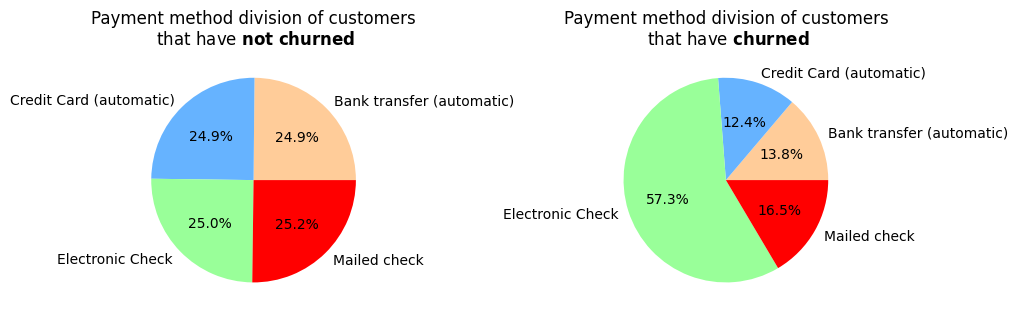 Payment method division of customers
that have not churned
Credit Card (automatic)
Bank transfer (automatic)
24.9%
24.9%
25.0%
25.2%
Electronic Check
Mailed check
Payment method division of customers
that have churned
Credit Card (automatic)
12.4%
Bank transfer (automatic)
13.8%
57.3%
16.5%
Electronic Check
Mailed check